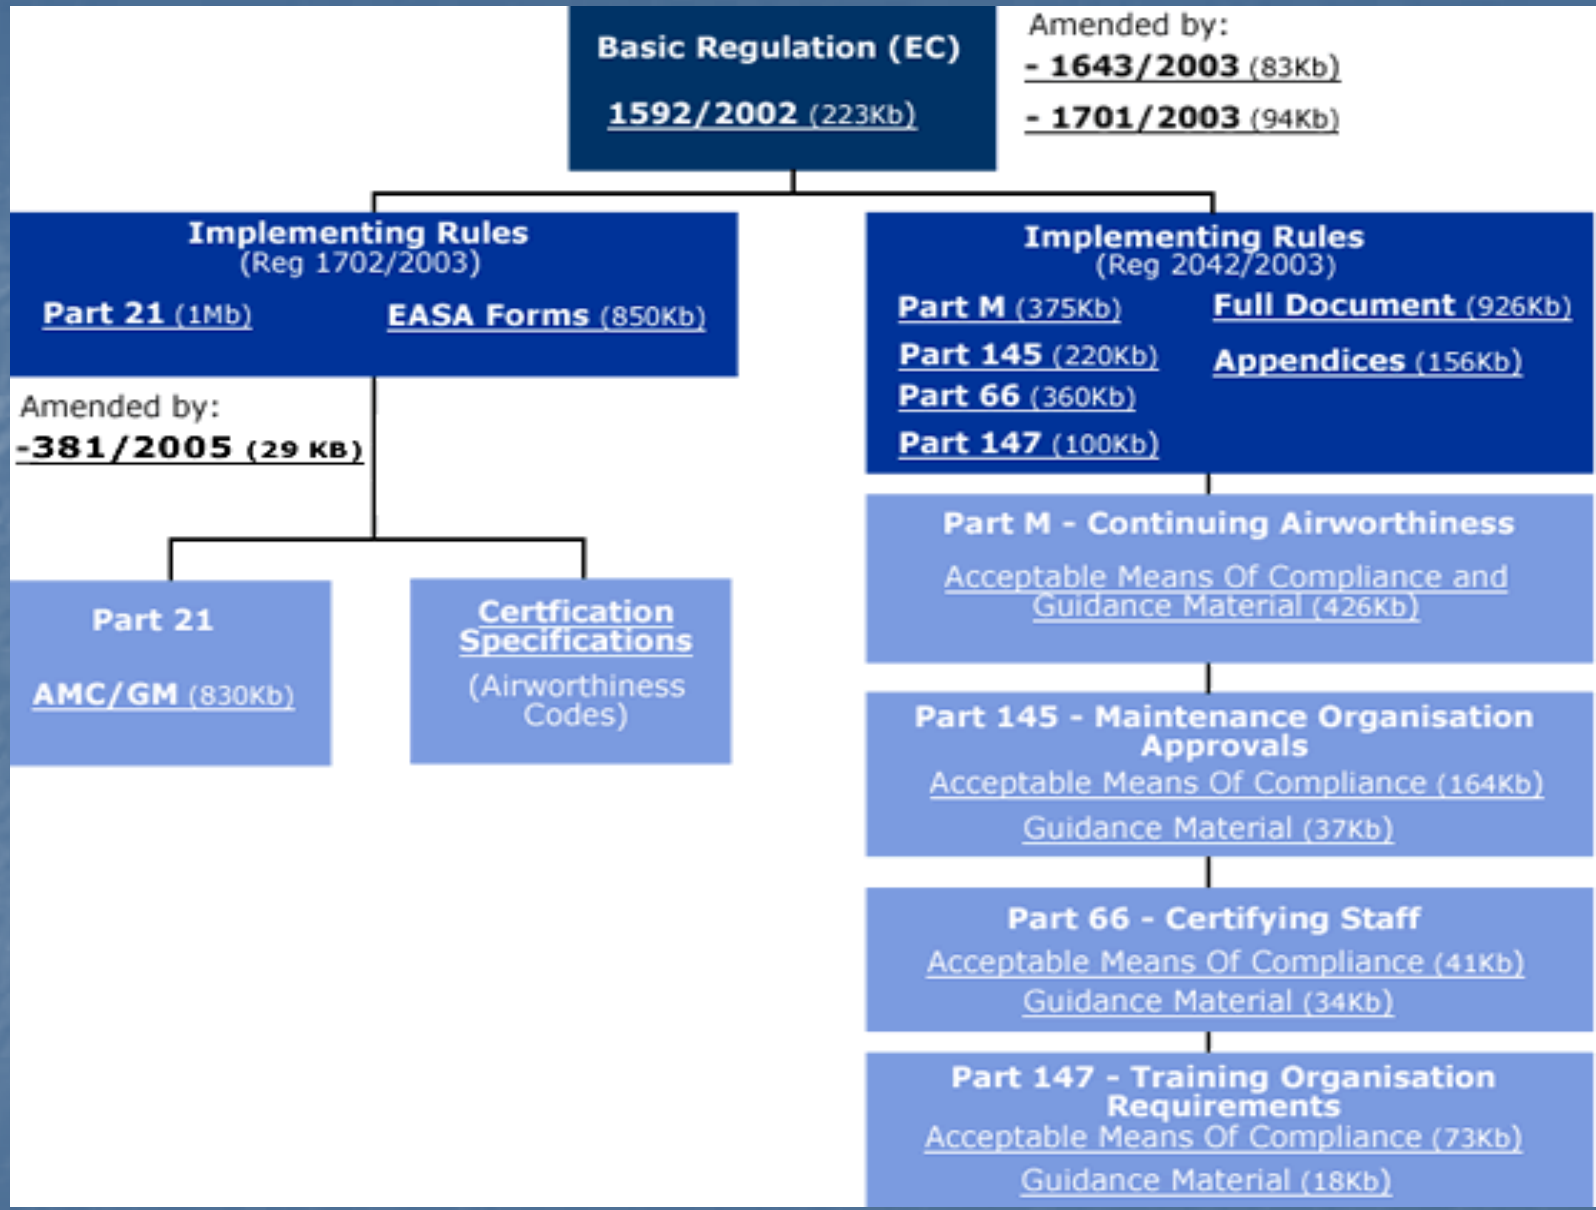 Basic Regulation (EC)
1592/2002 (223Kb)
Amended by:
- 1643/2003 (83Kb)
- 1701/2003 (94Kb)
Implementing Rules
(Reg 1702/2003)
Part 21 (1Mb) EASA Forms (850Kb)
Amended by:
-381/2005 (29 KB)
Part 21
AMC/GM (830Kb)
Certfication
Specifications
(Airworthiness
Codes)
Implementing Rules
(Reg 2042/2003)
Part M (375Kb) Full Document (926Kb)
Part 145 (220Kb) Appendices (156Kb)
Part 66 (360Kb)
Part 147 (100Kb)
Part M - Continuing Airworthiness
Acceptable Means Of Compliance and
Guidance Material (426Kb)
Part 145 - Maintenance Organisation
Approvals
Acceptable Means Of Compliance (164Kb)
Guidance Material (37Kb)
Part 66 - Certifying Staff
Acceptable Means Of Compliance (41Kb)
Guidance Material (34Kb)
Part 147 - Training Organisation
Requirements
Acceptable Means Of Compliance (73Kb)
Guidance Material (18Kb)